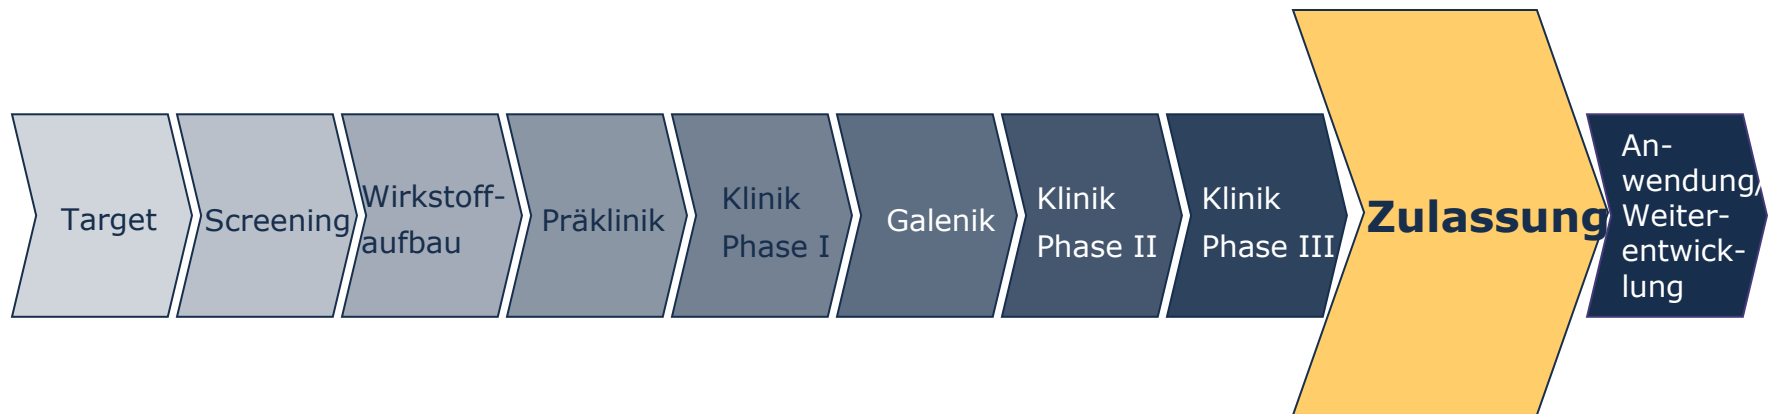 Target
Screening
Wirkstoff-
aufbau
Präklinik
Klinik
Phase I
Galenik
Klinik
Phase II
Klinik
Phase III
Zulassung
An-
wendung/
Weiter-
entwick-
lung